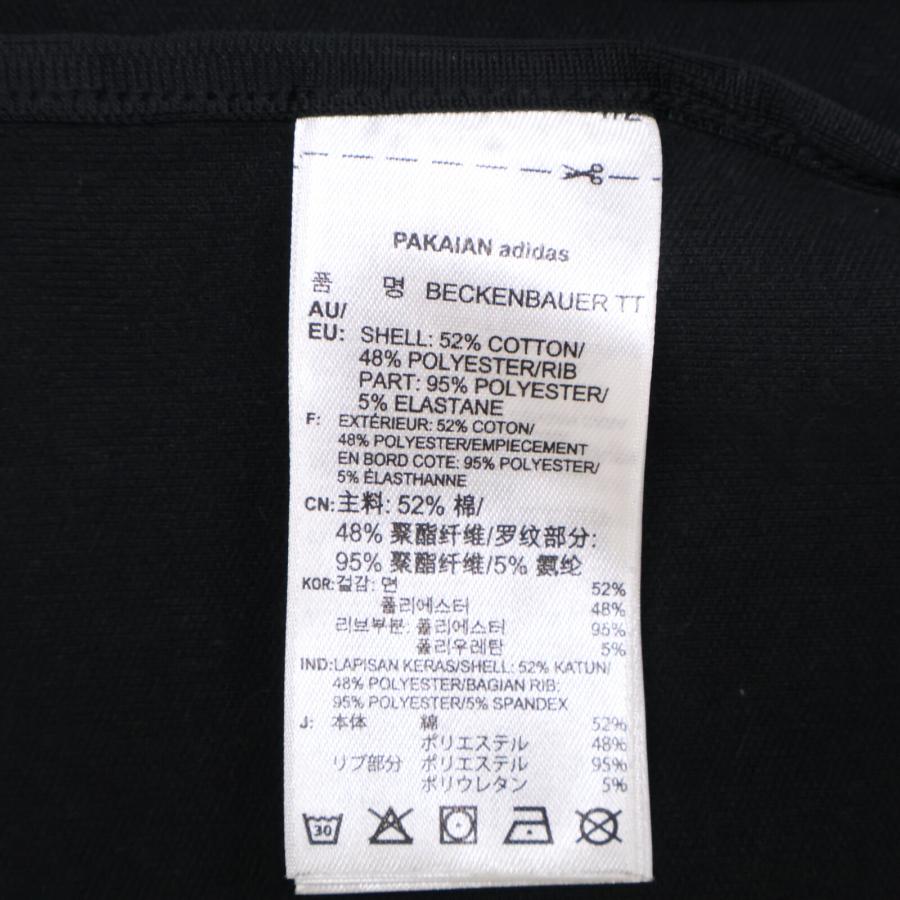 PAKAIAN adidas
품 명 BECKENBAUER TT
AU/
EU: SHELL: 52% COTTON/
48% POLYESTER/RIB
PART: 95% POLYESTER/
5% ELASTANE
F: EXTÉRIEUR: 52% COTON/
48% POLYESTER/EMPIECEMENT
EN BORD COTE: 95% POLYESTER/
5% ÉLASTHANNE
CN: 主料: 52% 棉/
48% 聚酯纤维/罗纹部分:
95% 聚酯纤维/5% 氨纶
KOR: 겉감: 면 52%
폴리에스터 48%
리브부분: 폴리에스터 95%
폴리우레탄 5%
IND: LAPISAN KERAS/SHELL: 52% KATUN/
48% POLYESTER/BAGIAN RIB:
95% POLYESTER/5% SPANDEX
J: 本体 綿 52%
ポリエステル 48%
リブ部分 ポリエステル 95%
ポリウレタン 5%
30